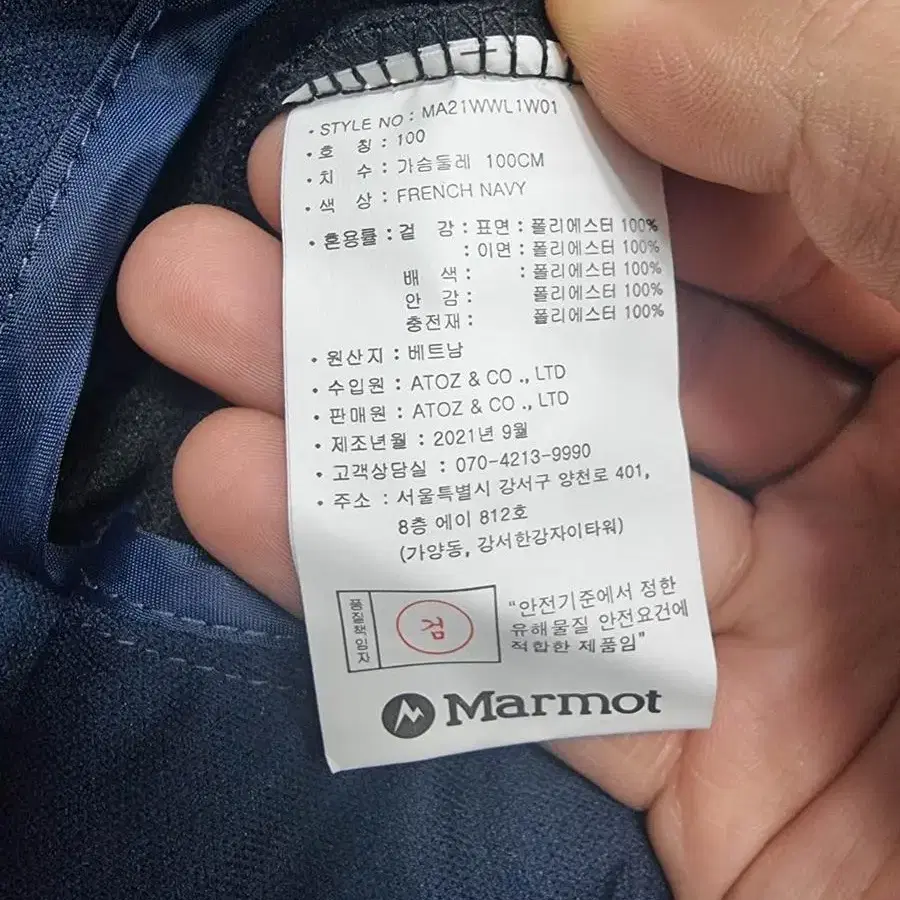 • STYLE NO : MA21WWL1W01
• 호 칭 : 100
• 치 수 : 가슴둘레 100CM
• 색 상 : FRENCH NAVY
• 혼용률 : 겉 감 : 표면 : 폴리에스터 100%
: 이면 : 폴리에스터 100%
배 색 : : 폴리에스터 100%
안 감 : 폴리에스터 100%
충전재 : 폴리에스터 100%
• 원산지 : 베트남
• 수입원 : ATOZ & CO ., LTD
• 판매원 : ATOZ & CO ., LTD
• 제조년월 : 2021년 9월
• 고객상담실 : 070-4213-9990
• 주소 : 서울특별시 강서구 양천로 401,
8층 에이 812호
(가양동, 강서한강자이타워)
품질책임자
검
“안전기준에서 정한
유해물질 안전요건에
적합한 제품임”
Marmot